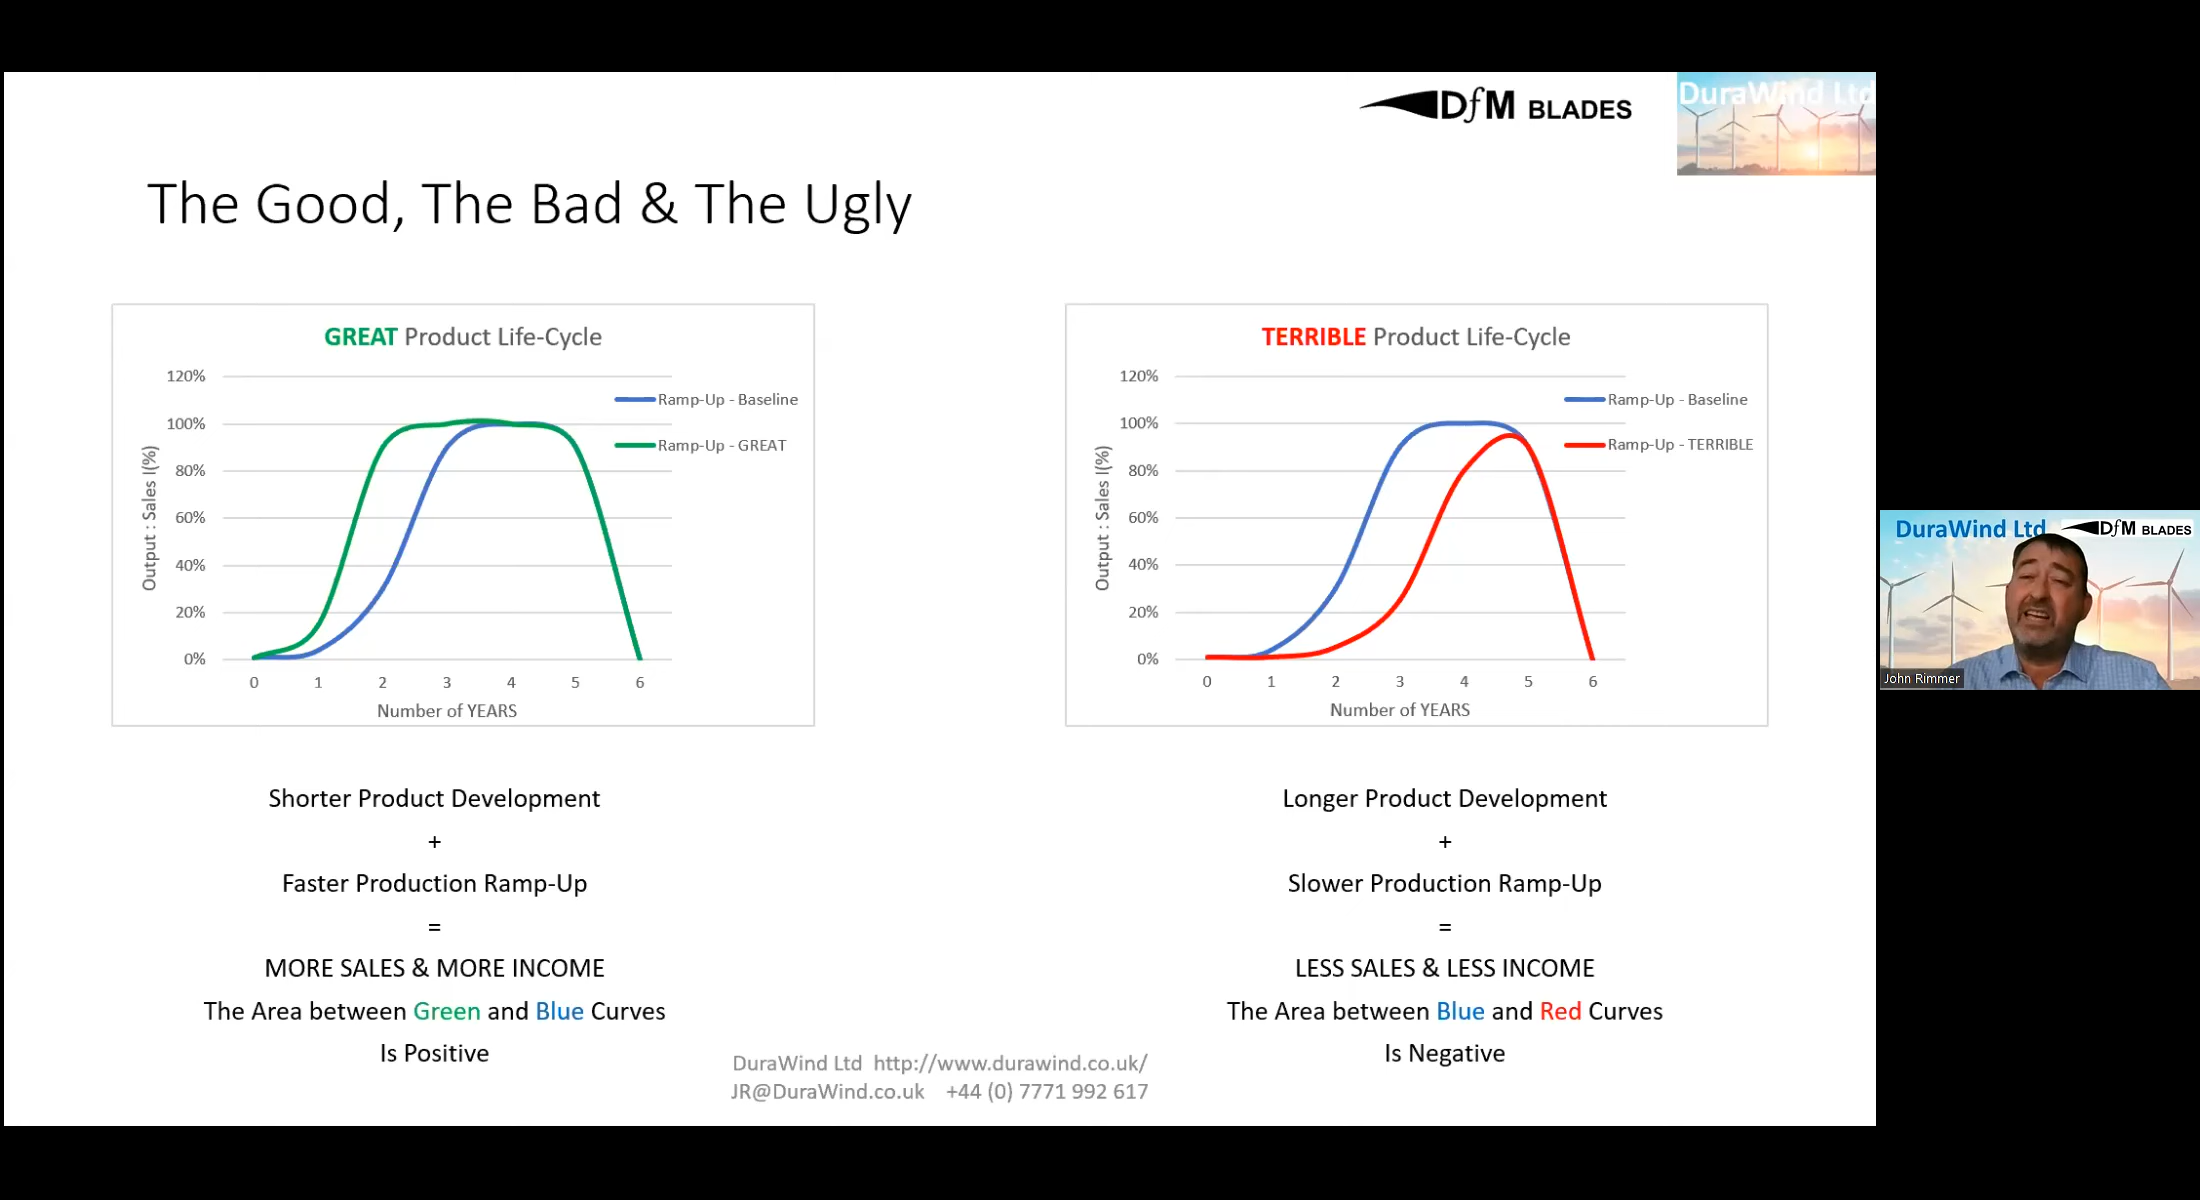 DfM BLADES
DuraWind Ltd
The Good, The Bad & The Ugly
GREAT Product Life-Cycle
120%
100%
80%
60%
40%
20%
0%
Output : Sales I(%)
Ramp-Up - Baseline
Ramp-Up - GREAT
0 1 2 3 4 5 6
Number of YEARS
TERRIBLE Product Life-Cycle
120%
100%
80%
60%
40%
20%
0%
Output : Sales I(%)
Ramp-Up - Baseline
Ramp-Up - TERRIBLE
0 1 2 3 4 5 6
Number of YEARS
Shorter Product Development
+
Faster Production Ramp-Up
=
MORE SALES & MORE INCOME
The Area between Green and Blue Curves
Is Positive
Longer Product Development
+
Slower Production Ramp-Up
=
LESS SALES & LESS INCOME
The Area between Blue and Red Curves
Is Negative
DuraWind Ltd http://www.durawind.co.uk/
JR@DuraWind.co.uk +44 (0) 7771 992 617
DuraWind Ltd DfM BLADES
John Rimmer